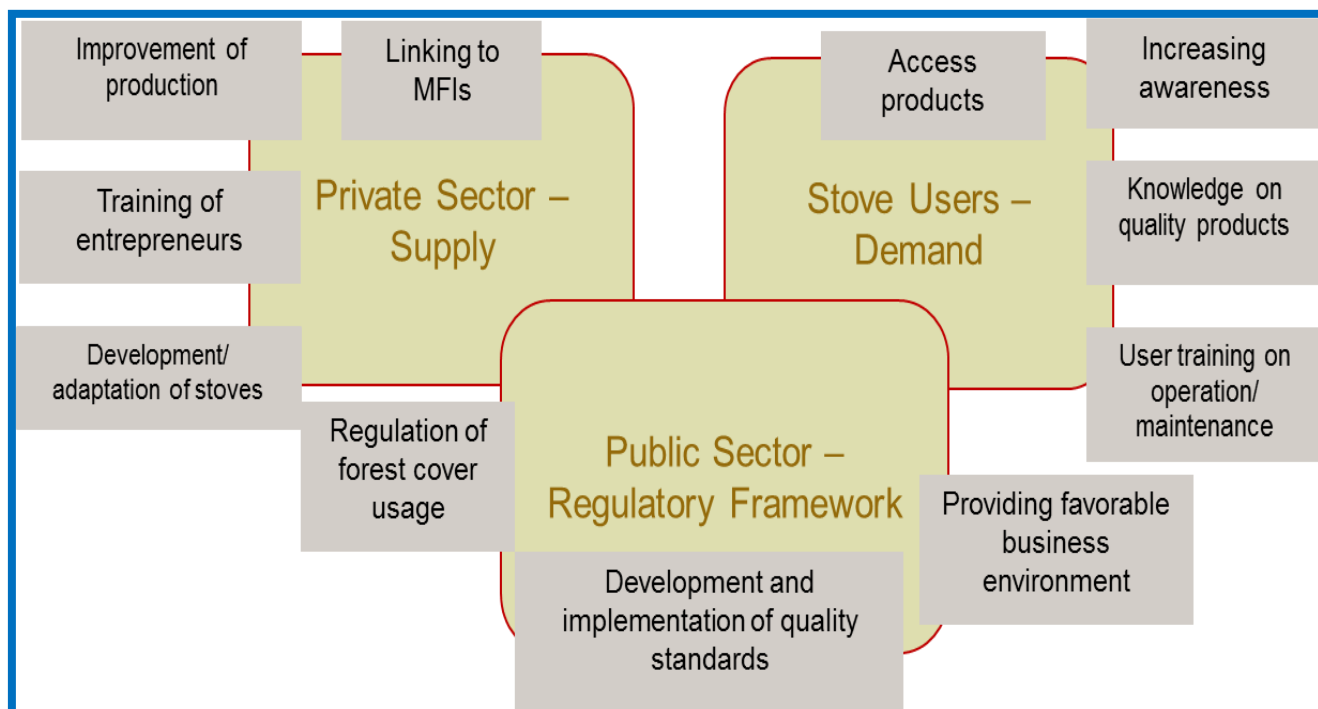 Improvement of
production
Linking to
MFIs
Access
products
Increasing
awareness
Training of
entrepreneurs
Private Sector –
Supply
Stove Users –
Demand
Knowledge on
quality products
Development/
adaptation of stoves
User training on
operation/
maintenance
Regulation of
forest cover
usage
Public Sector –
Regulatory Framework
Providing favorable
business
environment
Development and
implementation of quality
standards